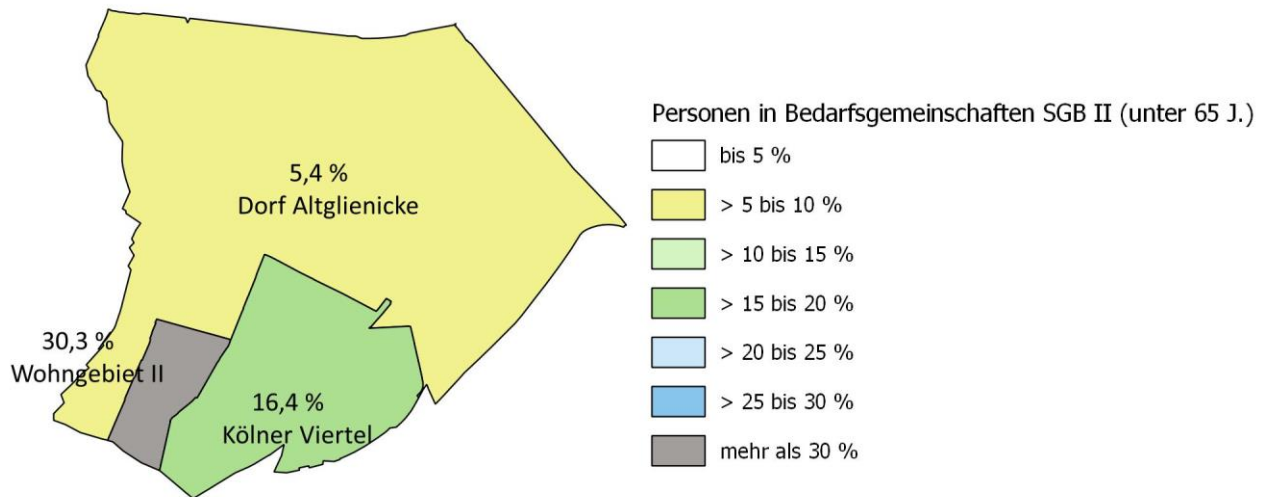 5,4 %
Dorf Altglienicke
30,3 %
Wohngebiet II
16,4 %
Kölner Viertel
Personen in Bedarfsgemeinschaften SGB II (unter 65 J.)
bis 5 %
> 5 bis 10 %
> 10 bis 15 %
> 15 bis 20 %
> 20 bis 25 %
> 25 bis 30 %
mehr als 30 %